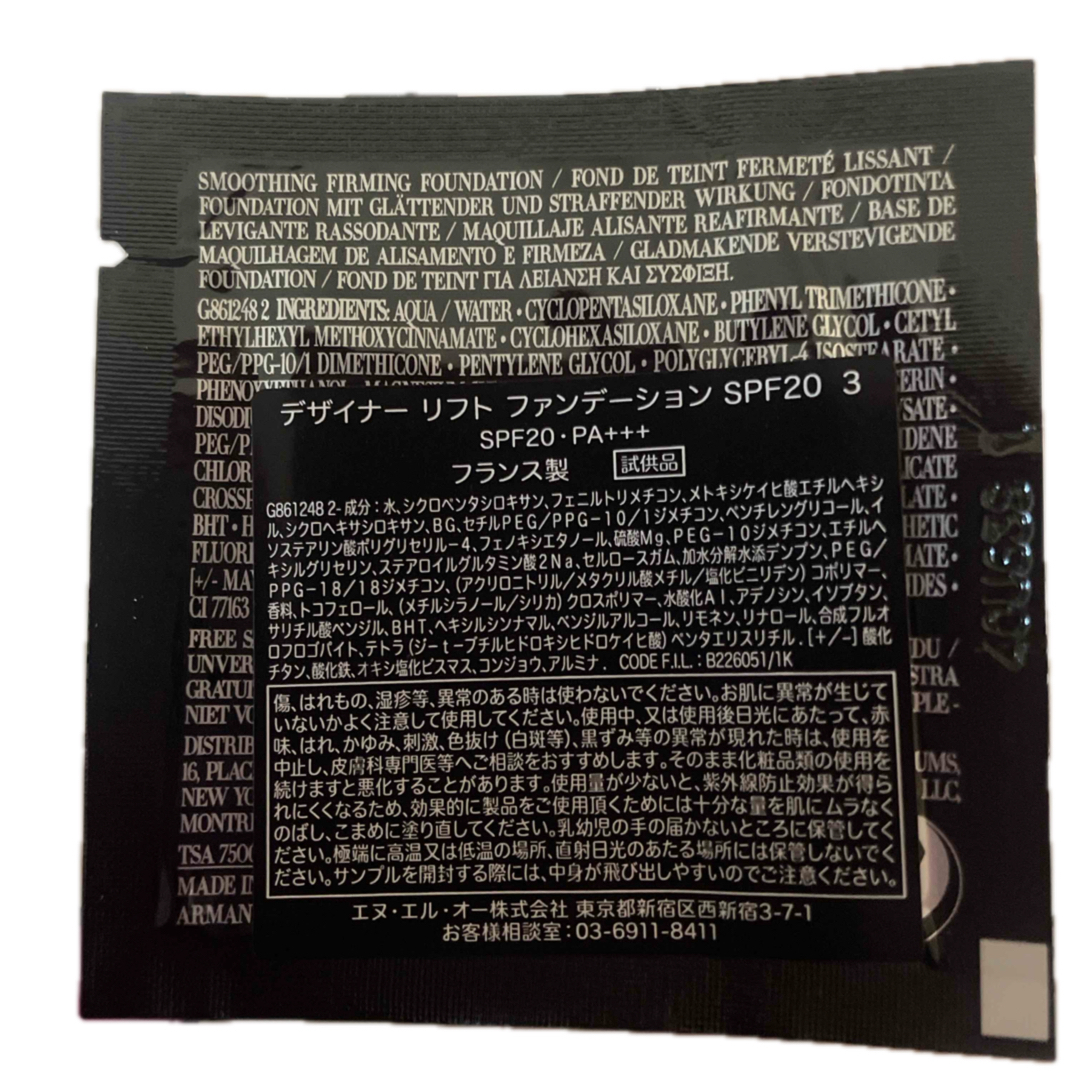 SMOOTHING FIRMING FOUNDATION / FOND DE TEINT FERMETÉ LISSANT /
FOUNDATION MIT GLÄTTENDER UND STRAFFENDER WIRKUNG / FONDOTINTA
LEVIGANTE RASSODANTE / MAQUILLAJE ALISANTE REAFIRMANTE / BASE DE
MAQUILHAGEM DE ALISAMENTO E FIRMEZA / GLADMAKENDE VERSTEVIGENDE
FOUNDATION / FOND DE TEINT ΓΙΑ ΛΕΙΑΝΣΗ ΚΑΙ ΣΥΣΦΙΞΗ.
G861248 2 INGREDIENTS: AQUA / WATER • CYCLOPENTASILOXANE • PHENYL TRIMETHICONE •
ETHYLHEXYL METHOXYCINNAMATE • CYCLOHEXASILOXANE • BUTYLENE GLYCOL • CETYL
PEG/PPG-10/1 DIMETHICONE • PENTYLENE GLYCOL • POLYGLYCERYL-4 ISOSTEARATE •
PHENOXYETHANOL
BHT
CI 77163
FREE
DISTRIB
16, PLAC
NEW YO
MONTR
TSA 750
MADE I
ARMAN
デザイナー リフト ファンデーション SPF20 3
SPF20・PA+++
フランス製 試供品
G861248 2- 成分：水、シクロペンタシロキサン、フェニルトリメチコン、メトキシケイヒ酸エチルヘキシ
ル、シクロヘキサシロキサン、BG、セチルPEG/PPG-10/1ジメチコン、ペンチレングリコール、イ
ソステアリン酸ポリグリセリル-4、フェノキシエタノール、硫酸Mg、PEG-10ジメチコン、エチルヘ
キシルグリセリン、ステアロイルグルタミン酸2Na、セルロースガム、加水分解水添デンプン、PEG/
PPG-18/18ジメチコン、(アクリロニトリル/メタクリル酸メチル/塩化ビニリデン) コポリマー、
香料、トコフェロール、(メチルシラノール/シリカ) クロスポリマー、水酸化Al、アデノシン、イソプタン、
サリチル酸ベンジル、BHT、ヘキシルシンナマル、ベンジルアルコール、リモネン、リナロール、合成フルオ
ロフロゴパイト、テトラ (ジ-t-ブチルヒドロキシヒドロケイヒ酸) ペンタエリスリチル. [+/-] 酸化
チタン、酸化鉄、オキシ塩化ビスマス、コンジョウ、アルミナ. CODE F.I.L. : B226051/1K
傷、はれもの、湿疹等、異常のある時は使わないでください。お肌に異常が生じて
いないかよく注意して使用してください。使用中、又は使用後日光にあたって、赤
味、はれ、かゆみ、刺激、色抜け (白斑等)、黒ずみ等の異常が現れた時は、使用を
中止し、皮膚科専門医等へご相談をおすすめします。そのまま化粧品類の使用を
続けますと悪化することがあります。使用量が少ないと、紫外線防止効果が得ら
れにくくなるため、効果的に製品をご使用頂くためには十分な量を肌にムラなく
のばし、こまめに塗り直してください。乳幼児の手の届かないところに保管してく
ださい。極端に高温又は低温の場所、直射日光のあたる場所には保管しないでく
ださい。サンプルを開封する際には、中身が飛び出しやすいのでご注意ください。
エヌ・エル・オー株式会社 東京都新宿区西新宿3-7-1
お客様相談室：03-6911-8411